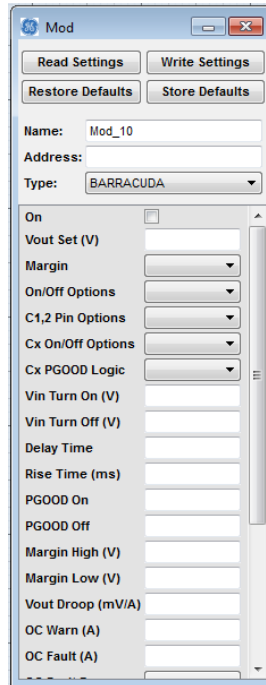 Mod
Read Settings Write Settings
Restore Defaults Store Defaults
Name: Mod_10
Address:
Type: BARRACUDA
On
Vout Set (V)
Margin
On/Off Options
C1,2 Pin Options
Cx On/Off Options
Cx PGOOD Logic
Vin Turn On (V)
Vin Turn Off (V)
Delay Time
Rise Time (ms)
PGOOD On
PGOOD Off
Margin High (V)
Margin Low (V)
Vout Droop (mV/A)
OC Warn (A)
OC Fault (A)